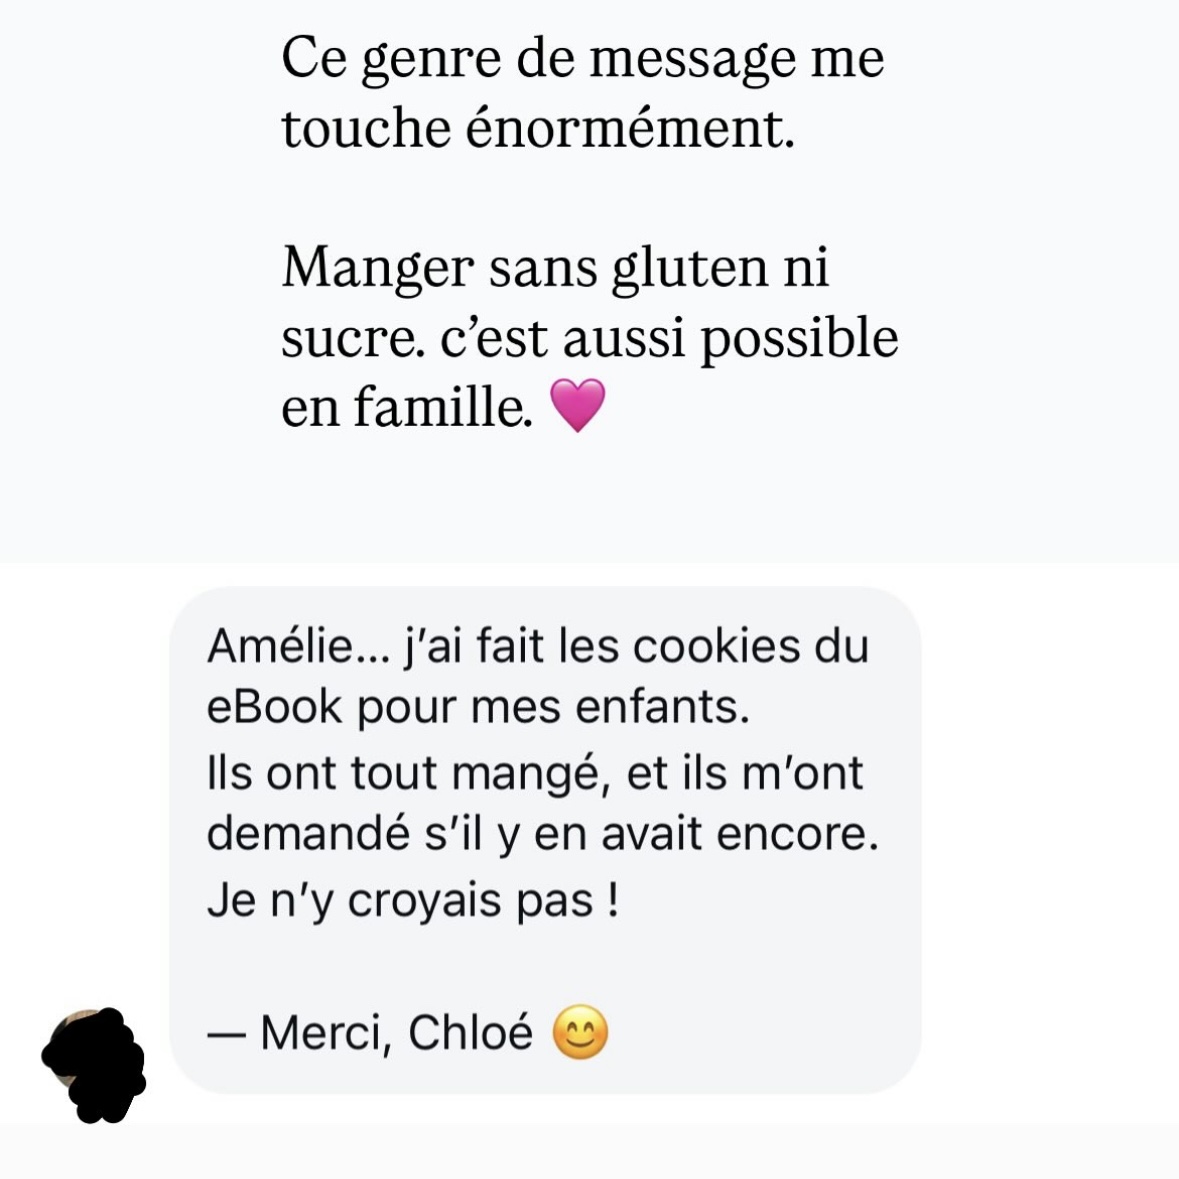 Ce genre de message me
touche énormément.
Manger sans gluten ni
sucre. c’est aussi possible
en famille. 🩷
Amélie... j’ai fait les cookies du
eBook pour mes enfants.
Ils ont tout mangé, et ils m’ont
demandé s’il y en avait encore.
Je n’y croyais pas !
— Merci, Chloé 😊